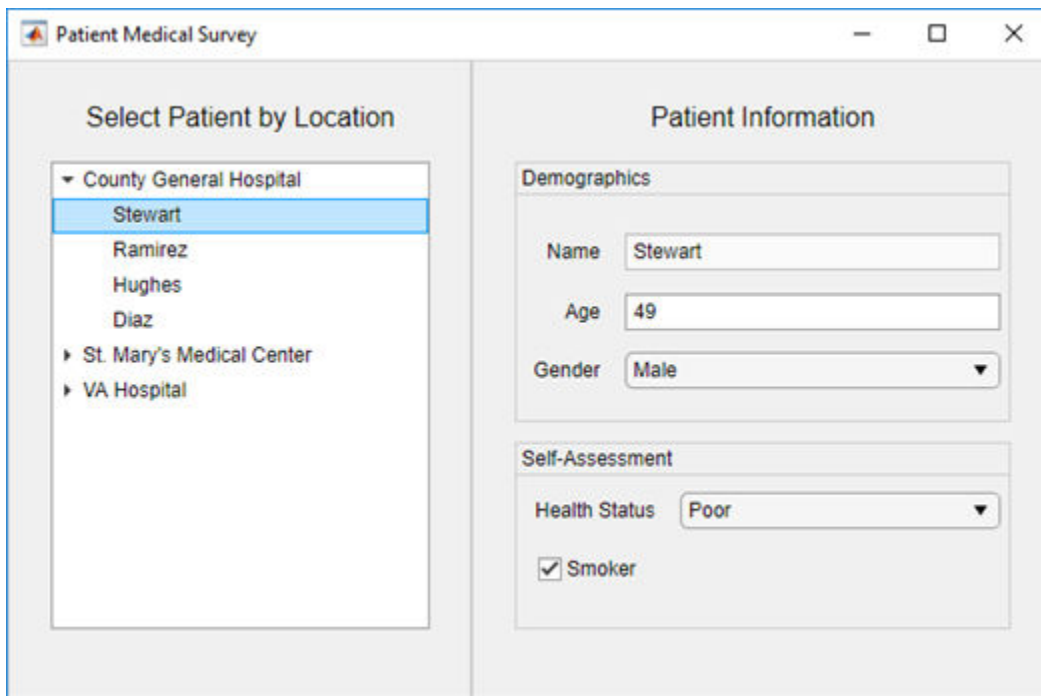 Patient Medical Survey
Select Patient by Location
County General Hospital
Stewart
Ramirez
Hughes
Diaz
St. Mary's Medical Center
VA Hospital
Patient Information
Demographics
Name Stewart
Age 49
Gender Male
Self-Assessment
Health Status Poor
Smoker